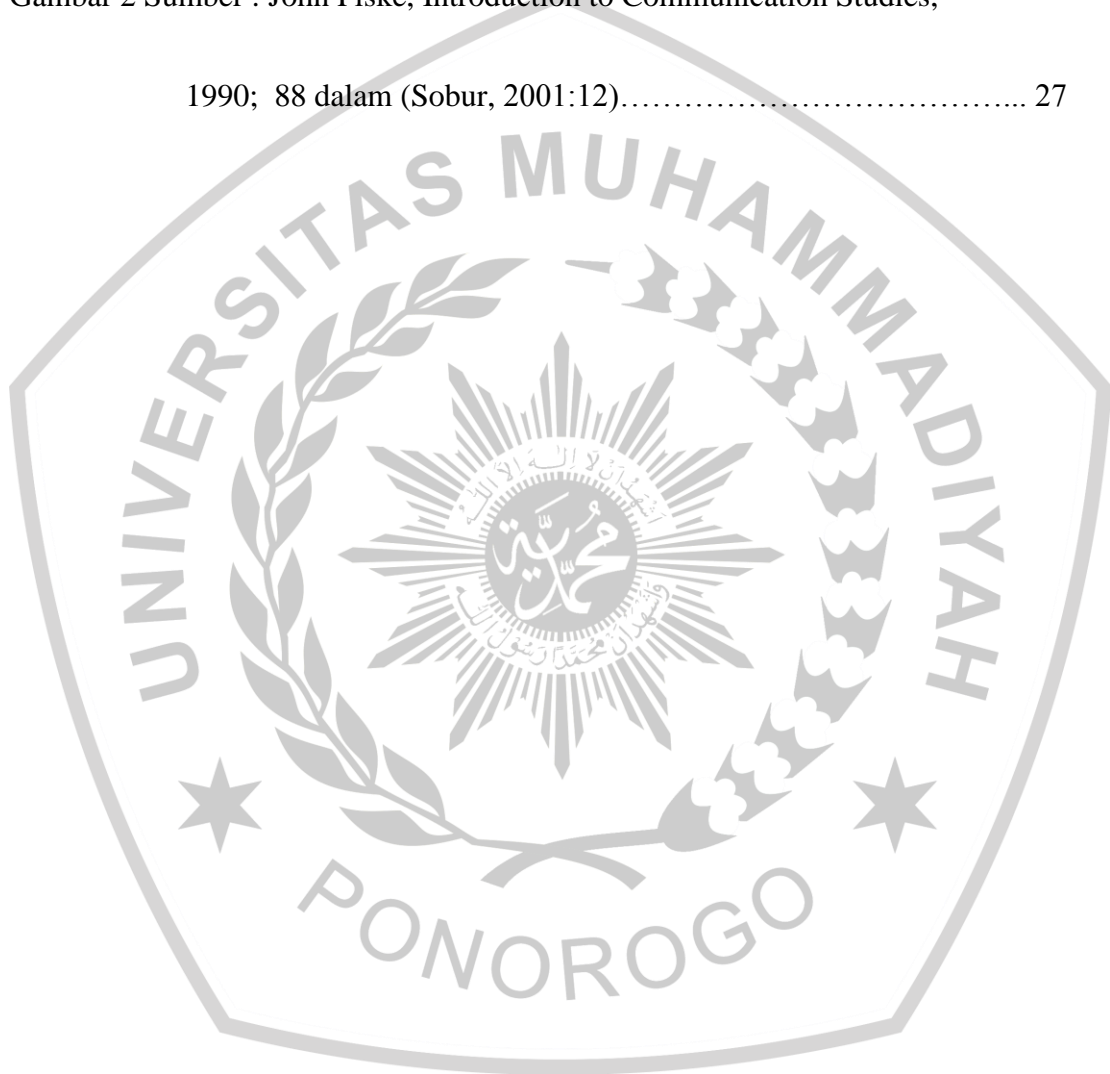 Gambar 2 Sumber : John Fiske, Introduction to Communication Studies,
1990; 88 dalam (Sobur, 2001:12)………………………………... 27
UNIVERSITAS MUHAMMADIYAH
محمدية
PONOROGO